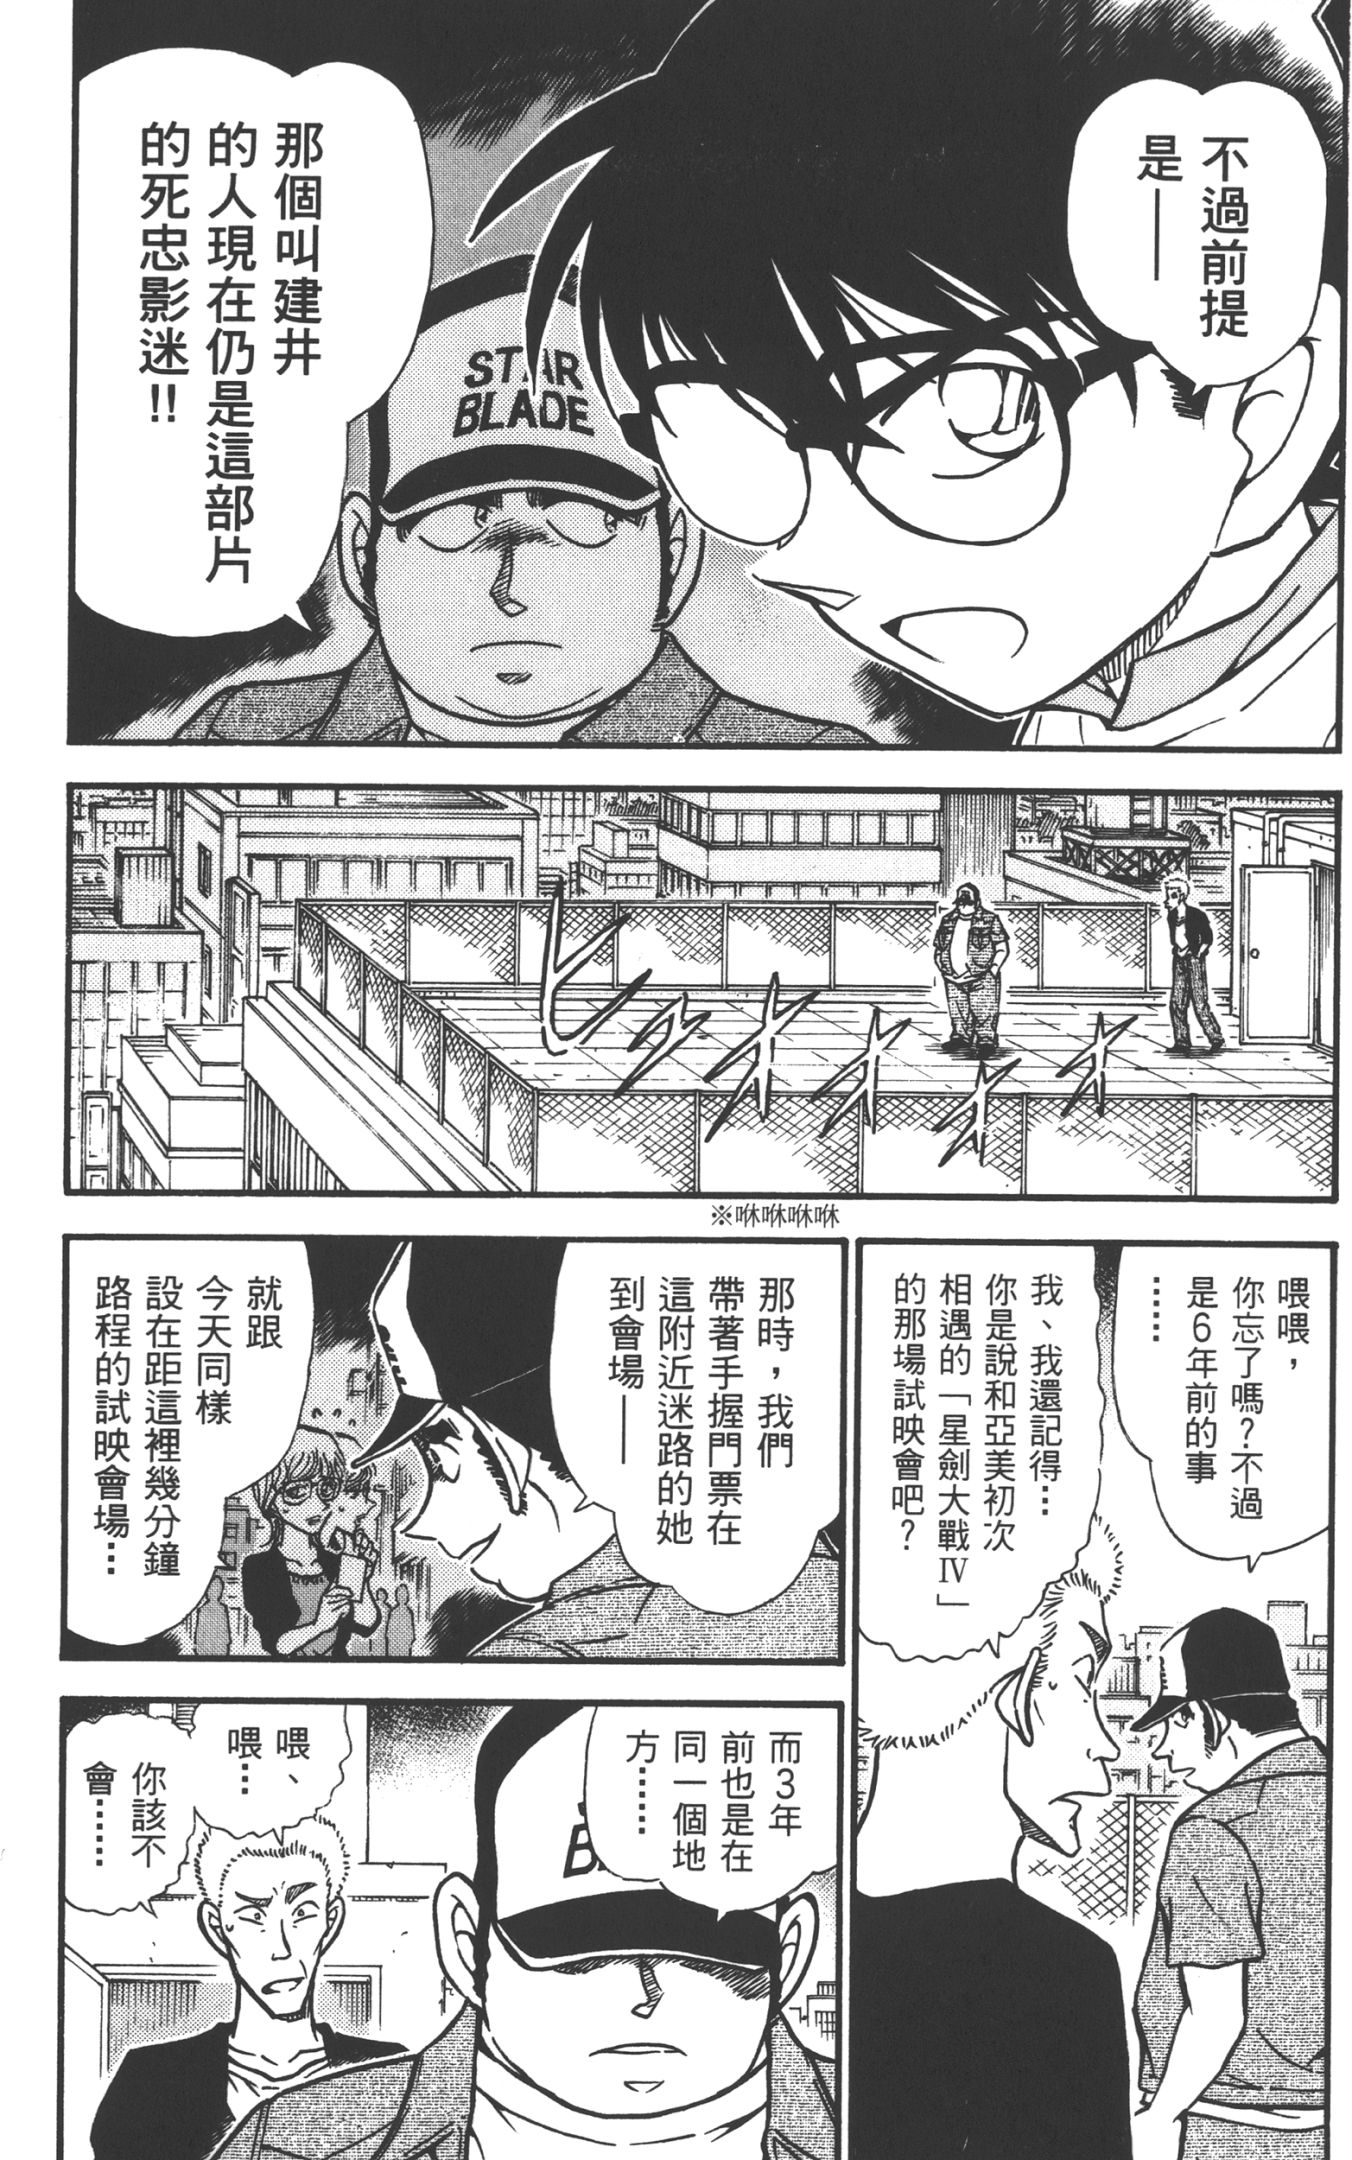 不過前提
是——
那個叫建井
的人現在仍是這部片
的死忠影迷!!
STAR
BLADE
ヒュオオオオ
※咻咻咻咻
喂喂，
你忘了嗎？不過
是6年前的事
……
我、我還記得…
你是說和亞美初次
相遇的「星劍大戰Ⅳ」
的那場試映會吧？
那時，我們
帶著手握門票在
這附近迷路的她
到會場——
就跟
今天同樣
設在距這裡幾分鐘
路程的試映會場…
而3年
前也是在
同一個地
方……
喂、
喂…
你該不
會……